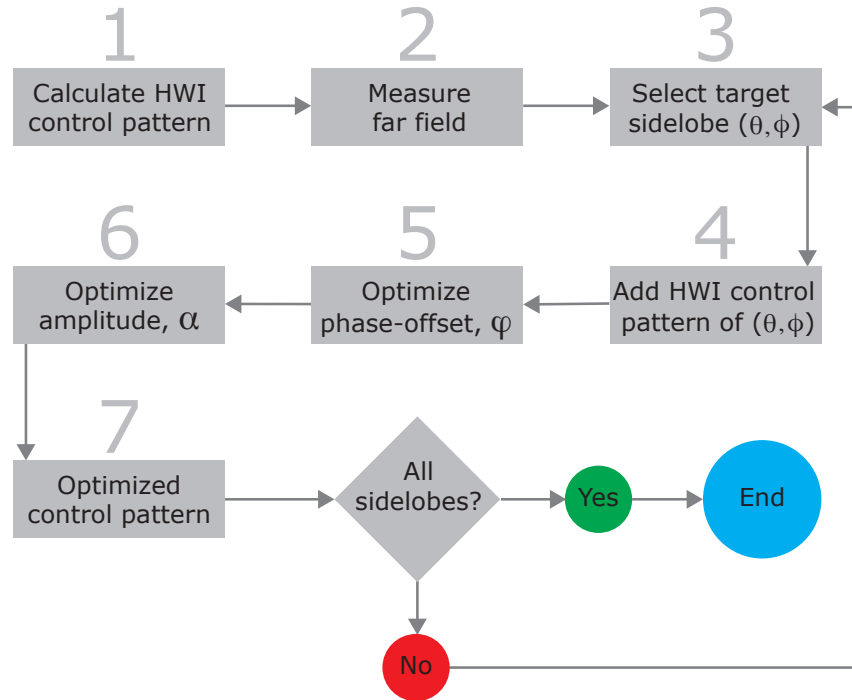 1
Calculate HWI
control pattern
2
Measure
far field
3
Select target
sidelobe (θ,ϕ)
4
Add HWI control
pattern of (θ,ϕ)
5
Optimize
phase-offset, φ
6
Optimize
amplitude, α
7
Optimized
control pattern
All
sidelobes?
Yes
End
No